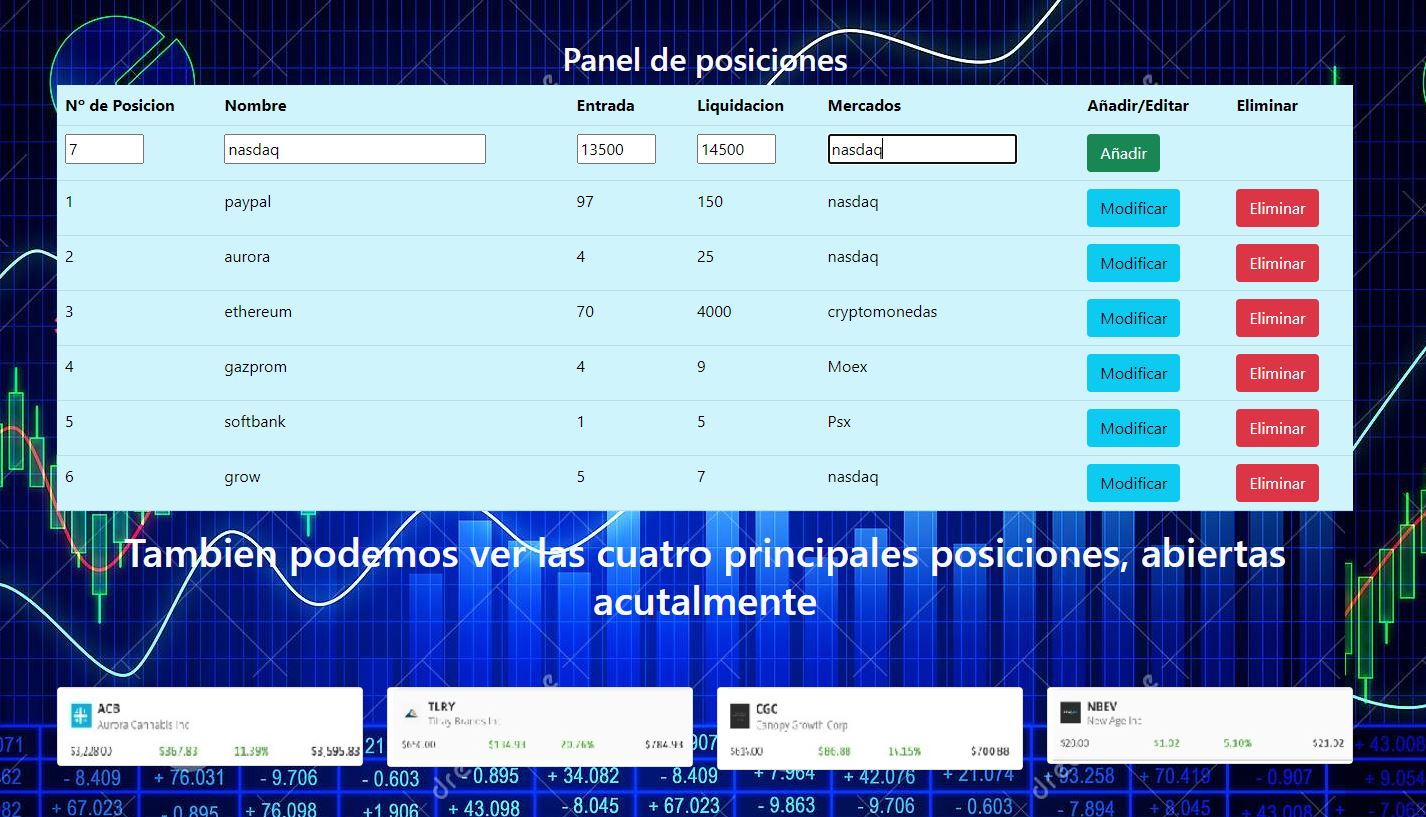 Panel de posiciones
Nº de Posicion Nombre Entrada Liquidacion Mercados Añadir/Editar Eliminar
7 nasdaq 13500 14500 nasdaq Añadir
1 paypal 97 150 nasdaq Modificar Eliminar
2 aurora 4 25 nasdaq Modificar Eliminar
3 ethereum 70 4000 cryptomonedas Modificar Eliminar
4 gazprom 4 9 Moex Modificar Eliminar
5 softbank 1 5 Psx Modificar Eliminar
6 grow 5 7 nasdaq Modificar Eliminar
Tambien podemos ver las cuatro principales posiciones, abiertas
acutalmente
ACB
Aurora Cannabis Inc
$3,228.00 $367.83 11.39% $3,595.83
TLRY
Tilray Brands Inc
$650.00 $134.93 20.76% $784.93
CGC
Canopy Growth Corp
$86.88 $700.88
NBEV
New Age Inc
$20.00 $1.02 5.10% $21.02
071 21 907 + 43.008
462 - 8.409 + 76.031 - 9.706 - 0.603 - 0.895 + 34.082 - 8.409 + 7.964 + 42.076 + 21.074 + 93.258 + 70.419 - 0.907 + 9.054
82 + 67.023 - 0.895 + 76.098 +1.906 + 43.098 - 8.045 + 67.023 - 9.863 - 9.706 - 0.603 - 7.894 + 8.045 + 43.008